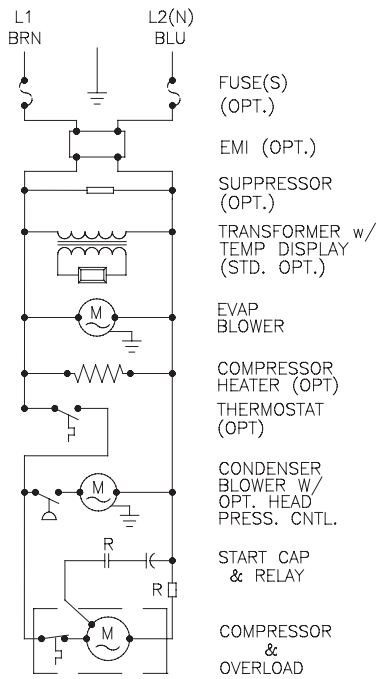 L1
BRN
L2(N)
BLU
FUSE(S)
(OPT.)
EMI (OPT.)
SUPPRESSOR
(OPT.)
TRANSFORMER w/
TEMP DISPLAY
(STD. OPT.)
M
EVAP
BLOWER
COMPRESSOR
HEATER (OPT)
THERMOSTAT
(OPT)
M
CONDENSER
BLOWER W/
OPT. HEAD
PRESS. CNTL.
R
START CAP
& RELAY
R
M
COMPRESSOR
&
OVERLOAD